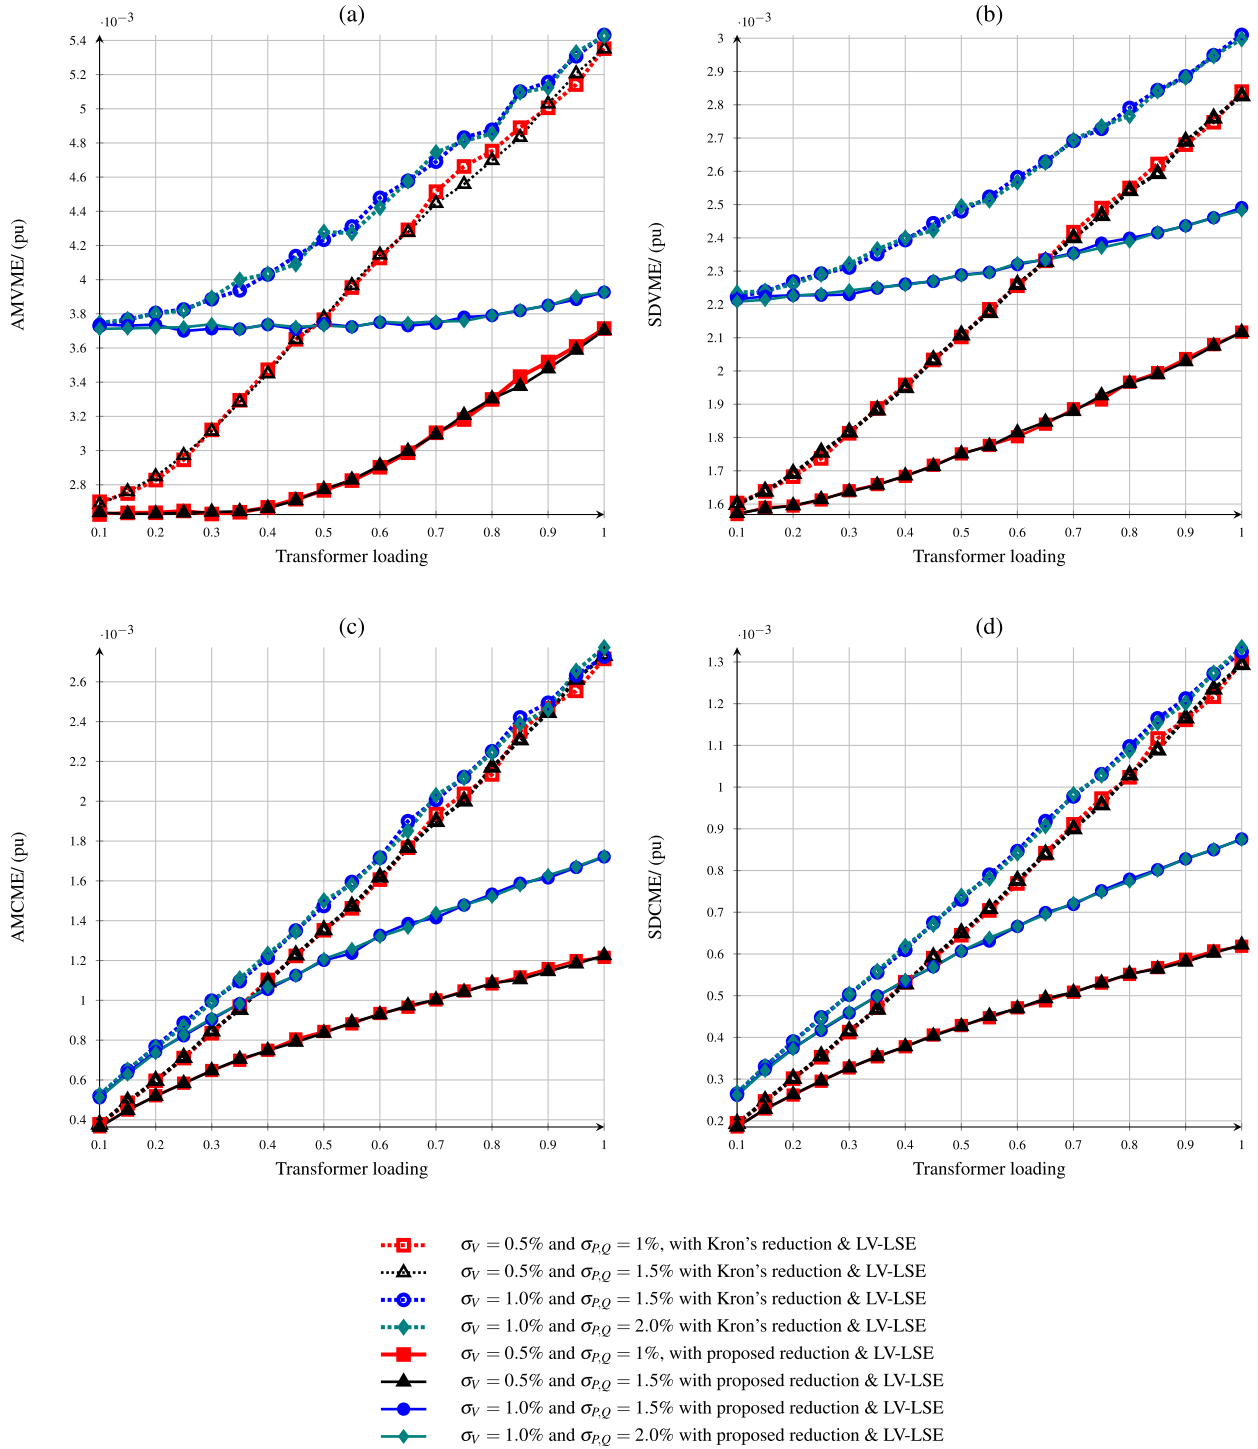 (a)
·10⁻³
5.4
5.2
5
4.8
4.6
4.4
4.2
4
3.8
3.6
3.4
3.2
3
2.8
AMVME/ (pu)
0.1 0.2 0.3 0.4 0.5 0.6 0.7 0.8 0.9 1
Transformer loading
(b)
·10⁻³
3
2.9
2.8
2.7
2.6
2.5
2.4
2.3
2.2
2.1
2
1.9
1.8
1.7
1.6
SDVME/ (pu)
0.1 0.2 0.3 0.4 0.5 0.6 0.7 0.8 0.9 1
Transformer loading
(c)
·10⁻³
2.6
2.4
2.2
2
1.8
1.6
1.4
1.2
1
0.8
0.6
0.4
AMCME/ (pu)
0.1 0.2 0.3 0.4 0.5 0.6 0.7 0.8 0.9 1
Transformer loading
(d)
·10⁻³
1.3
1.2
1.1
1
0.9
0.8
0.7
0.6
0.5
0.4
0.3
0.2
SDCME/ (pu)
0.1 0.2 0.3 0.4 0.5 0.6 0.7 0.8 0.9 1
Transformer loading
σ_V = 0.5% and σ_P,Q = 1%, with Kron's reduction & LV-LSE
σ_V = 0.5% and σ_P,Q = 1.5% with Kron's reduction & LV-LSE
σ_V = 1.0% and σ_P,Q = 1.5% with Kron's reduction & LV-LSE
σ_V = 1.0% and σ_P,Q = 2.0% with Kron's reduction & LV-LSE
σ_V = 0.5% and σ_P,Q = 1%, with proposed reduction & LV-LSE
σ_V = 0.5% and σ_P,Q = 1.5% with proposed reduction & LV-LSE
σ_V = 1.0% and σ_P,Q = 1.5% with proposed reduction & LV-LSE
σ_V = 1.0% and σ_P,Q = 2.0% with proposed reduction & LV-LSE